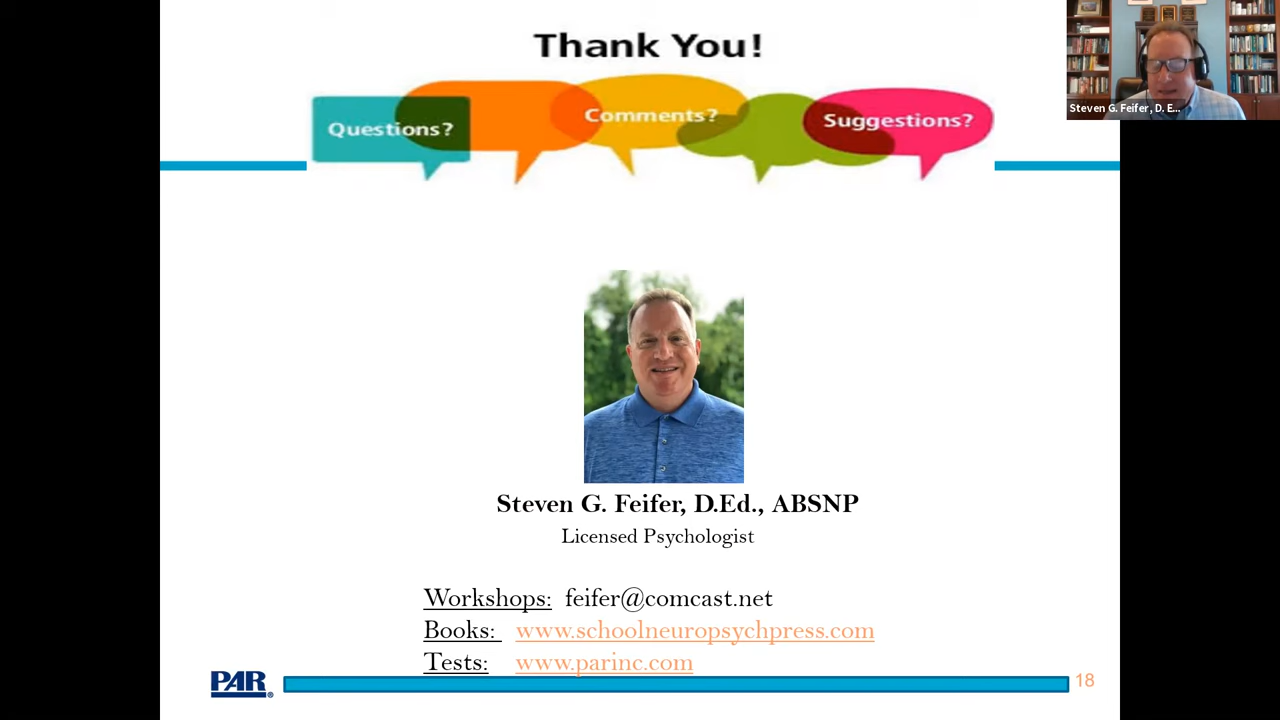 Thank You!
Questions?
Comments?
Suggestions?
Steven G. Feifer, D. E...
Steven G. Feifer, D.Ed., ABSNP
Licensed Psychologist
Workshops: feifer@comcast.net
Books: www.schoolneuropsychpress.com
Tests: www.parinc.com
PAR®
18